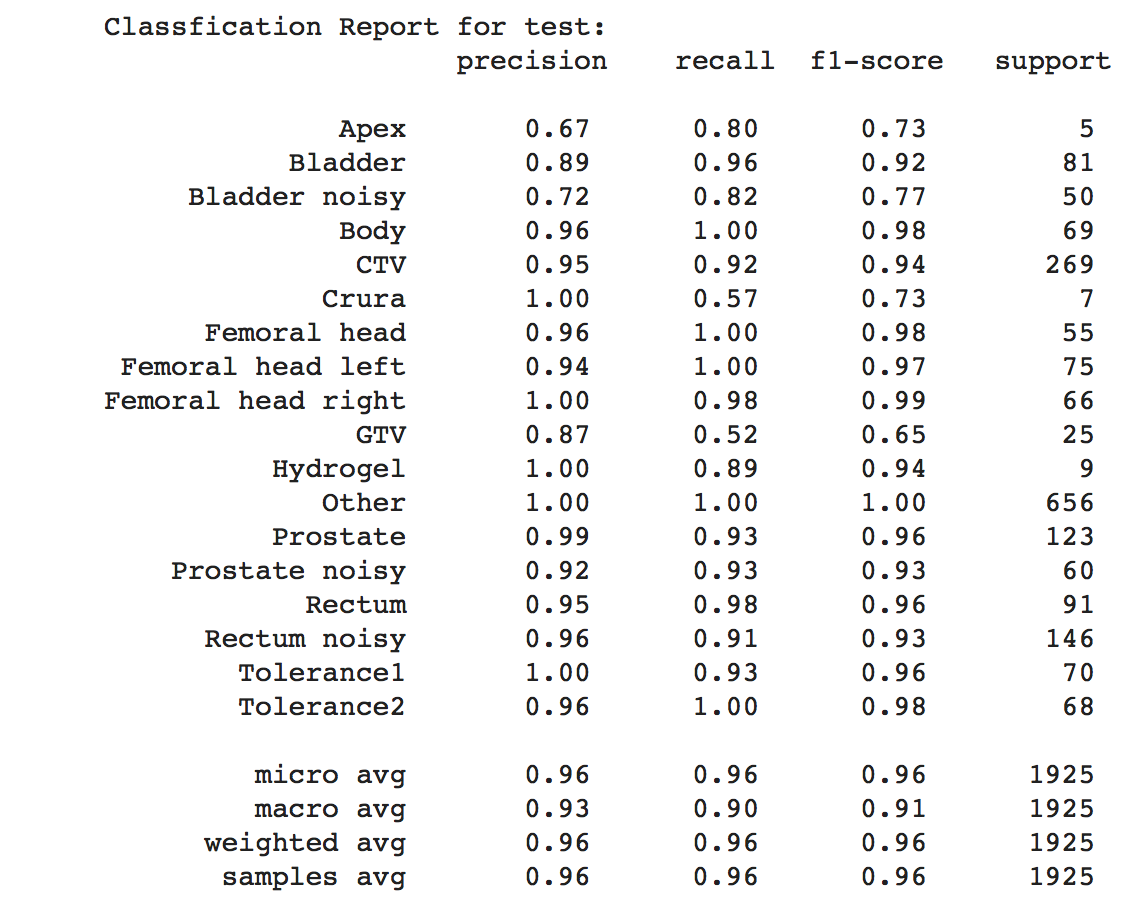 Classfication Report for test:
precision recall f1-score support
Apex 0.67 0.80 0.73 5
Bladder 0.89 0.96 0.92 81
Bladder noisy 0.72 0.82 0.77 50
Body 0.96 1.00 0.98 69
CTV 0.95 0.92 0.94 269
Crura 1.00 0.57 0.73 7
Femoral head 0.96 1.00 0.98 55
Femoral head left 0.94 1.00 0.97 75
Femoral head right 1.00 0.98 0.99 66
GTV 0.87 0.52 0.65 25
Hydrogel 1.00 0.89 0.94 9
Other 1.00 1.00 1.00 656
Prostate 0.99 0.93 0.96 123
Prostate noisy 0.92 0.93 0.93 60
Rectum 0.95 0.98 0.96 91
Rectum noisy 0.96 0.91 0.93 146
Tolerance1 1.00 0.93 0.96 70
Tolerance2 0.96 1.00 0.98 68
micro avg 0.96 0.96 0.96 1925
macro avg 0.93 0.90 0.91 1925
weighted avg 0.96 0.96 0.96 1925
samples avg 0.96 0.96 0.96 1925